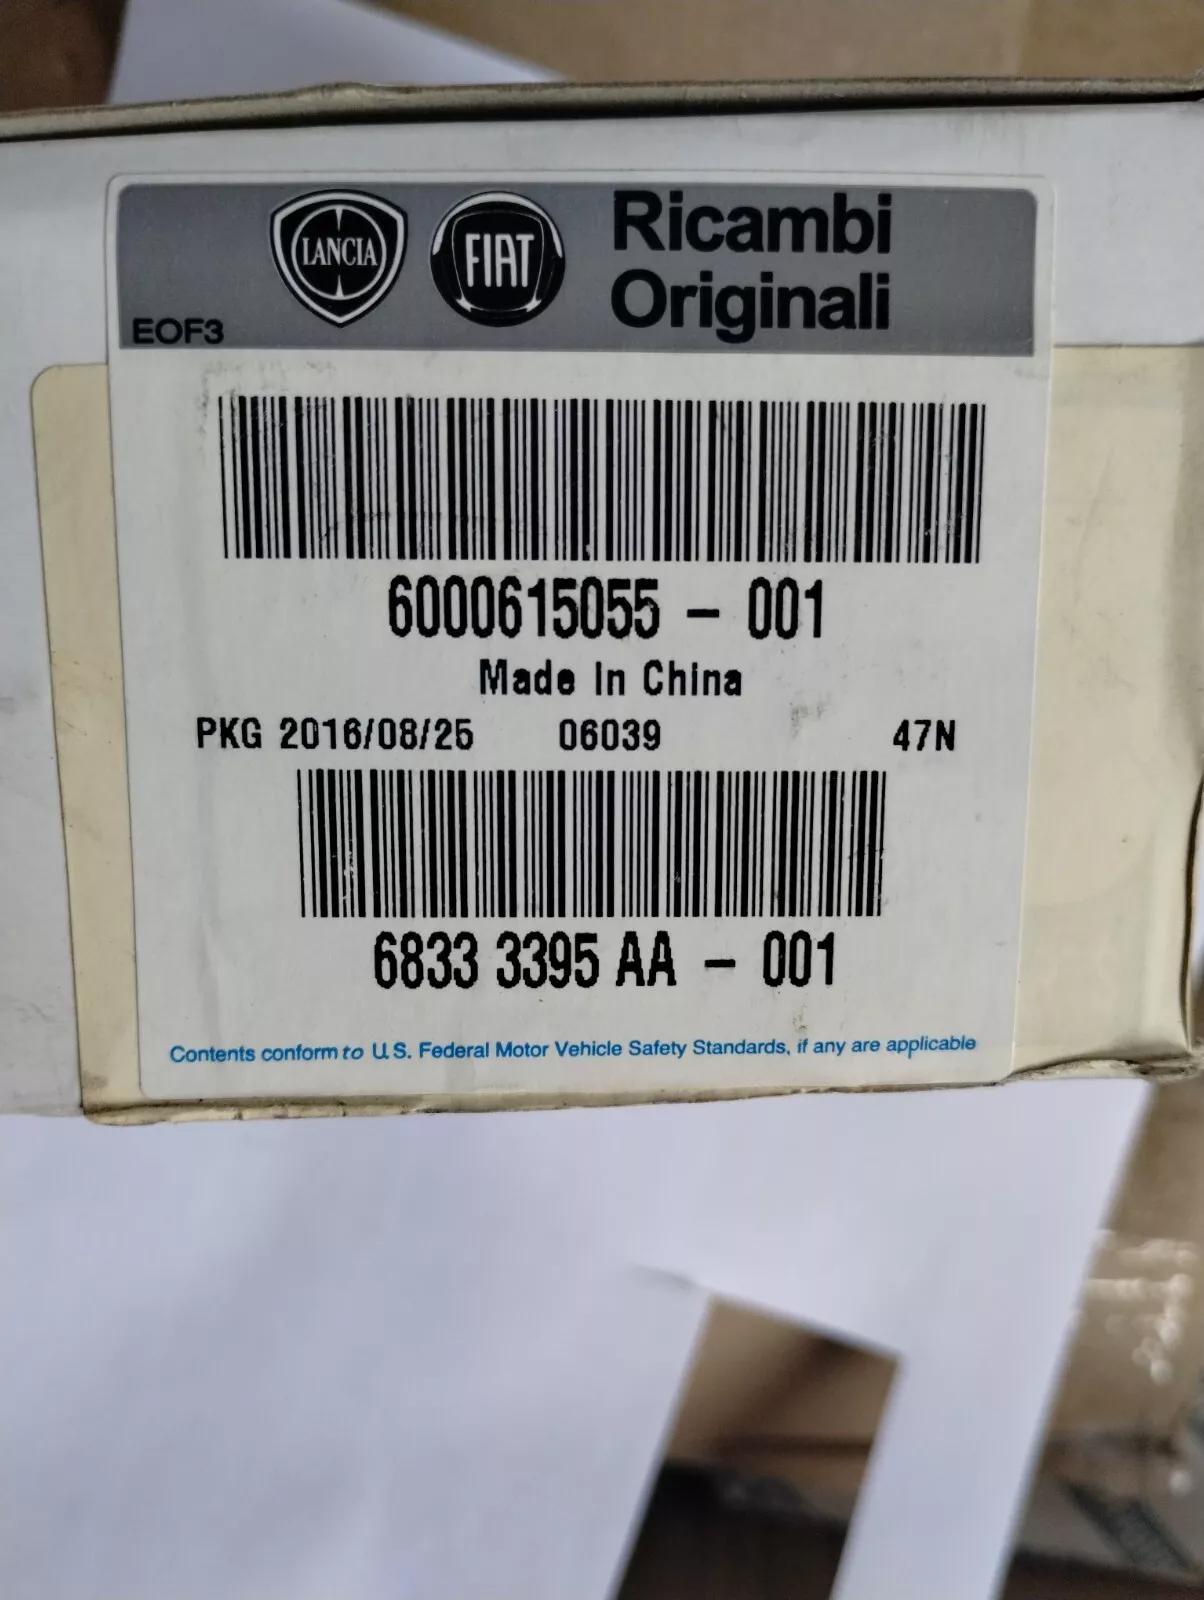 LANCIA
FIAT
Ricambi
Originali
EOF3
6000615055 - 001
Made In China
PKG 2016/08/25 06039 47N
6833 3395 AA - 001
Contents conform to U.S. Federal Motor Vehicle Safety Standards, if any are applicable